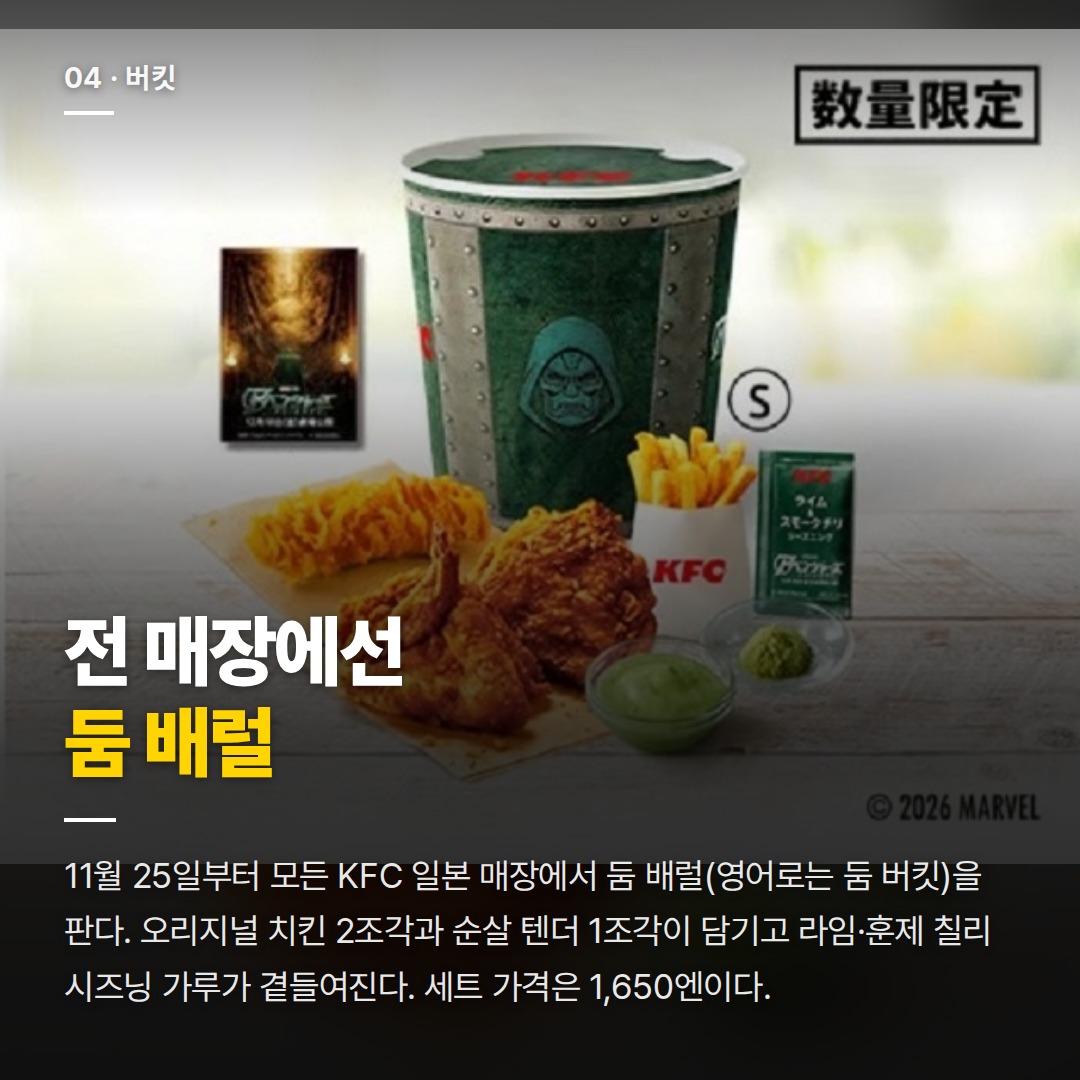 04 · 버킷
数量限定
KFC
S
KFC
ライム
&
スモークチリ
シーズニング
KFC
© 2026 MARVEL
전 매장에선
둠 배럴
11월 25일부터 모든 KFC 일본 매장에서 둠 배럴(영어로는 둠 버킷)을
판다. 오리지널 치킨 2조각과 순살 텐더 1조각이 담기고 라임·훈제 칠리
시즈닝 가루가 곁들여진다. 세트 가격은 1,650엔이다.